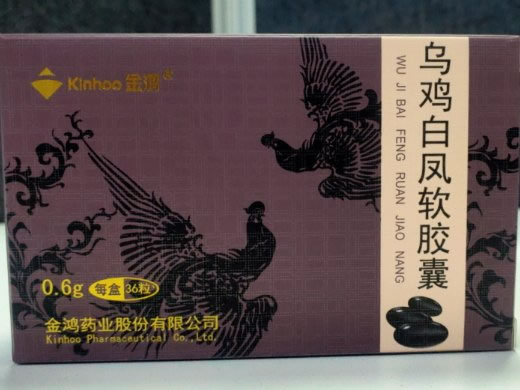 Kinhoo 金鸿®
乌鸡白凤软胶囊
WU JI BAI FENG RUAN JIAO NANG
0.6g 每盒 36粒
金鸿药业股份有限公司
Kinhoo Pharmaceutical Co.,Ltd.